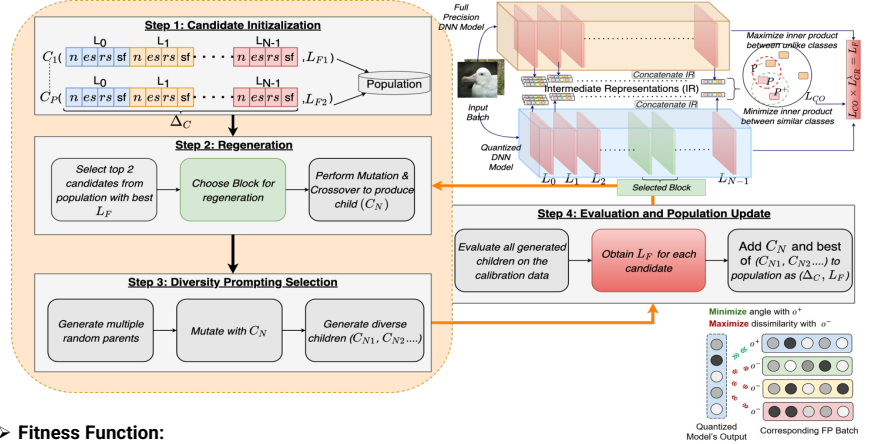 Step 1: Candidate Initizalization
L0 L1 LN-1
C1( n es rs sf n es rs sf · · · · · · n es rs sf , LF1)
L0 L1 LN-1
CP( n es rs sf n es rs sf · · · · · · n es rs sf , LF2)
ΔC
Population
Step 2: Regeneration
Select top 2
candidates from
population with best
LF
Choose Block for
regeneration
Perform Mutation &
Crossover to produce
child (CN)
Step 3: Diversity Prompting Selection
Generate multiple
random parents
Mutate with CN
Generate diverse
children (CN1, CN2....)
Full
Precision
DNN Model
Input
Batch
Quantized
DNN
Model
Concatenate IR
Intermediate Representations (IR)
Concatenate IR
L0 L1 L2 LN-1
Selected Block
Maximize inner product
between unlike classes
P-
P
P+
LCO
Minimize inner product
between similar classes
Step 4: Evaluation and Population Update
Evaluate all generated
children on the
calibration data
Obtain LF for each
candidate
Add CN and best
of (CN1, CN2....) to
population as (ΔC, LF)
Minimize angle with o+
Maximize dissimilarity with o−
o+
o−
o−
o−
Quantized
Model's Output
Corresponding FP Batch
➢ Fitness Function: